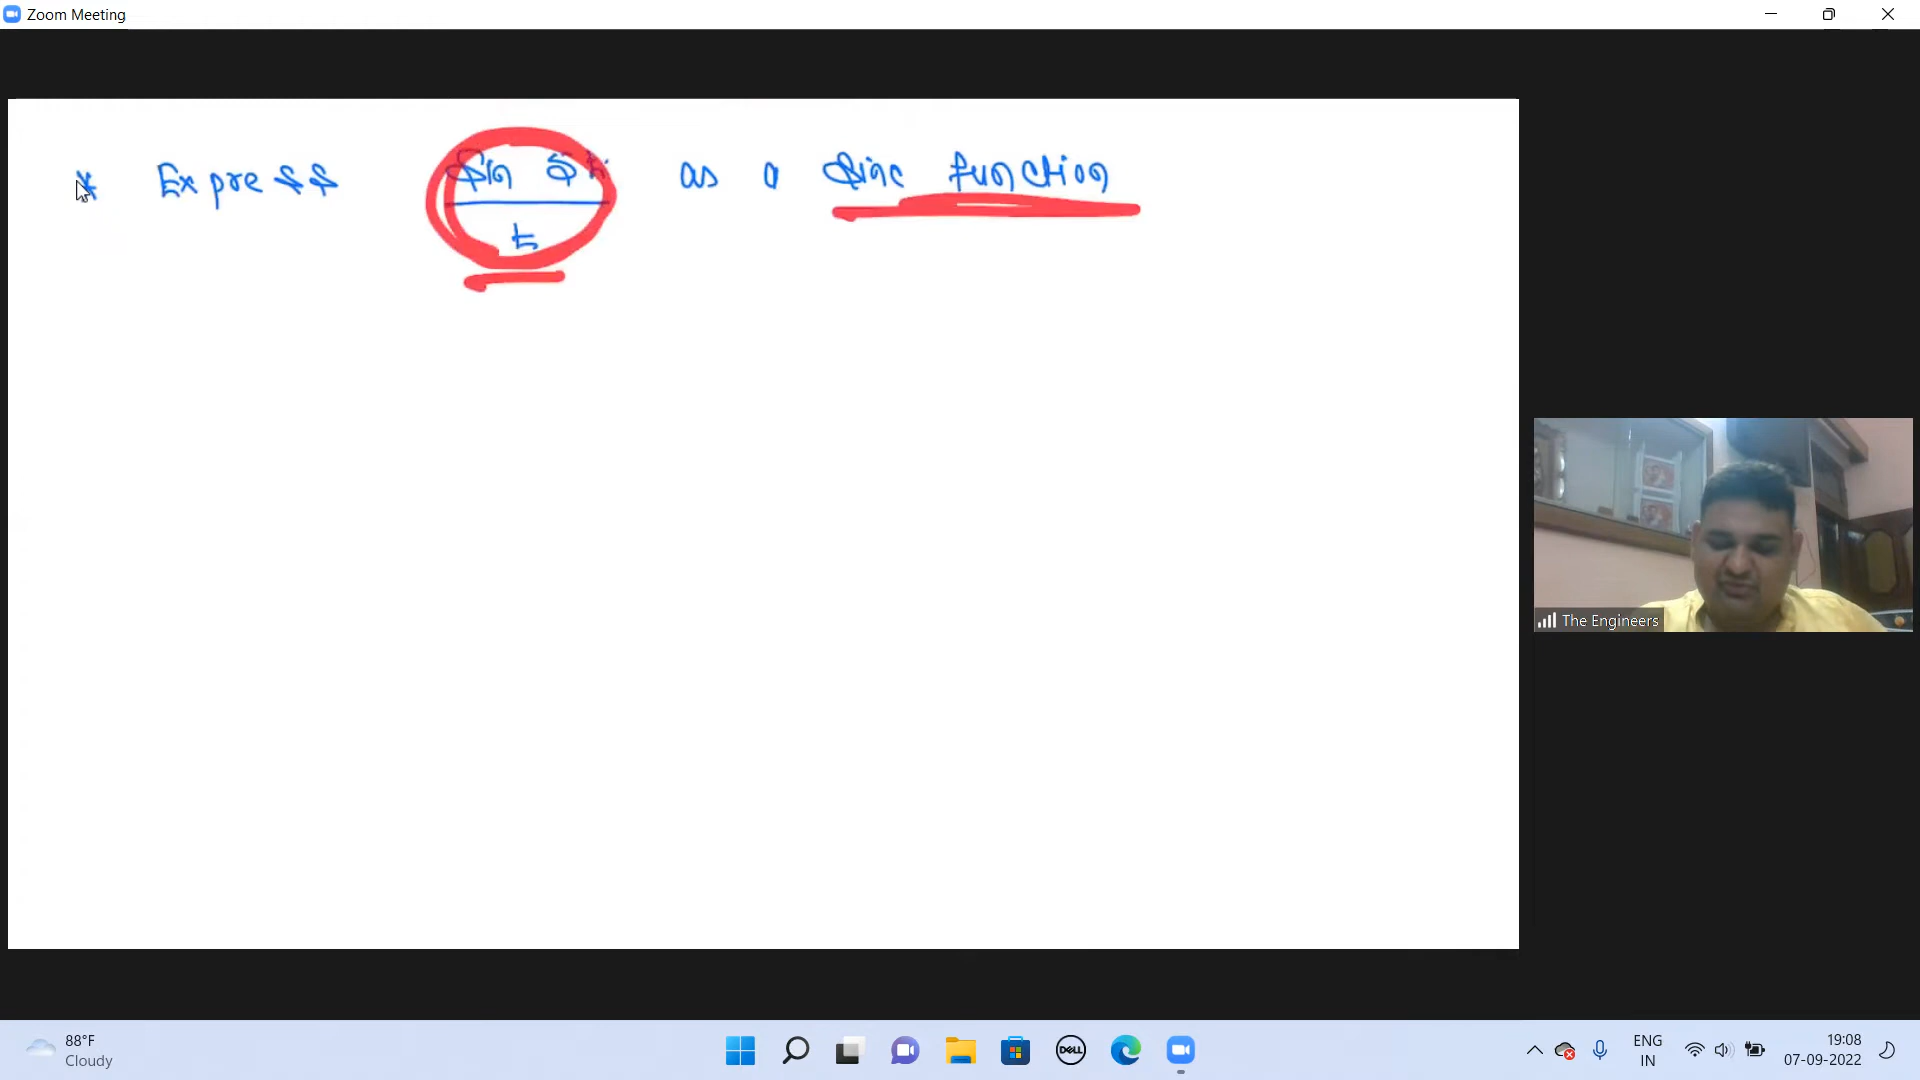 Zoom Meeting
* Express sin 5t as a sinc function
t
The Engineers
88°F
Cloudy
DELL
ENG
IN
19:08
07-09-2022